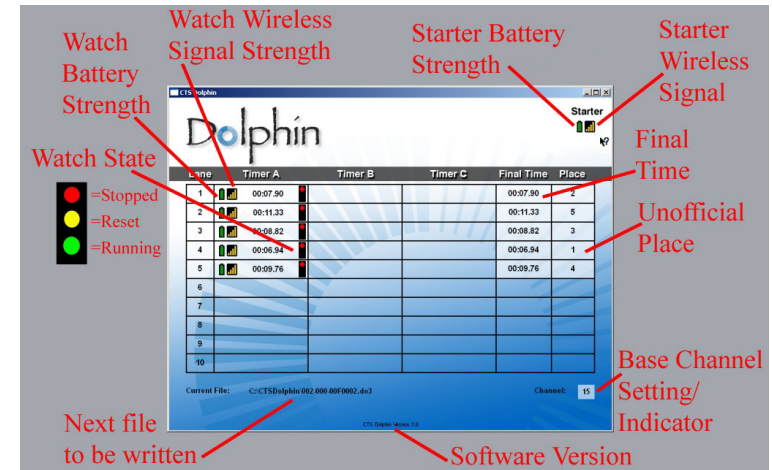 Watch Wireless
Signal Strength
Watch
Battery
Strength
Starter Battery
Strength
Starter
Wireless
Signal
CTS Dolphin
Dolphin
Starter
Final
Time
Watch State
Lane Timer A Timer B Timer C Final Time Place
=Stopped
=Reset
=Running
1 00:07.90 00:07.90 2
2 00:11.33 00:11.33 5
3 00:08.82 00:08.82 3
4 00:06.94 00:06.94 1
5 00:09.76 00:09.76 4
6
7
8
9
10
Unofficial
Place
Current File: C:\CTSDolphin\002-000-00F0002.do3 Channel: 15
Base Channel
Setting/
Indicator
Next file
to be written
CTS Dolphin Version 3.0
Software Version